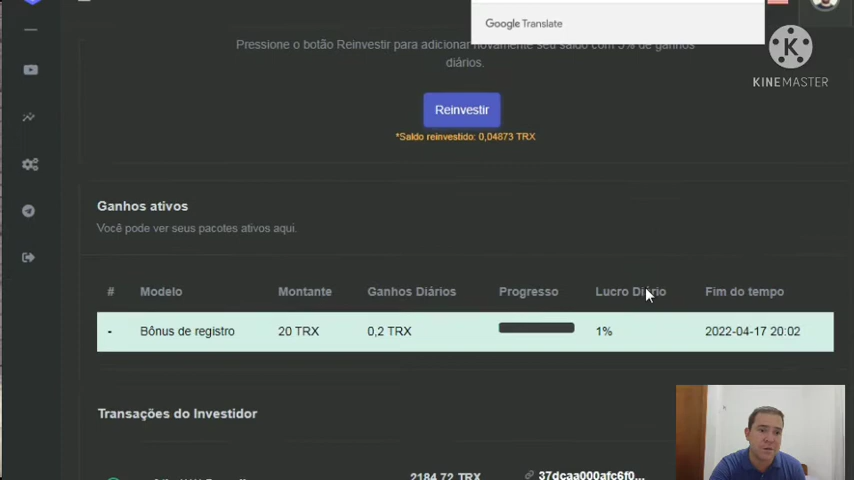 Google Translate
Pressione o botão Reinvestir para adicionar novamente seu saldo com 5% de ganhos
diários.
KINEMASTER
Reinvestir
*Saldo reinvestido: 0,04873 TRX
Ganhos ativos
Você pode ver seus pacotes ativos aqui.
# Modelo Montante Ganhos Diários Progresso Lucro Diário Fim do tempo
- Bônus de registro 20 TRX 0,2 TRX 1% 2022-04-17 20:02
Transações do Investidor
2184,72 TRX 37dcaa000afc6f0...